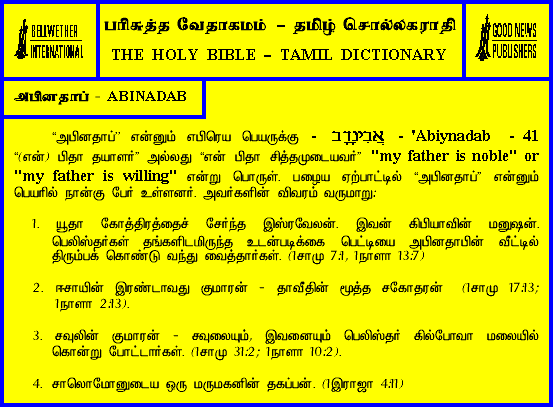 BELLWETHER
INTERNATIONAL
பரிசுத்த வேதாகமம் – தமிழ் சொல்லகராதி
THE HOLY BIBLE – TAMIL DICTIONARY
GOOD NEWS
PUBLISHERS
அபினதாப் - ABINADAB
“அபினதாப்” என்னும் எபிரெய பெயருக்கு - אֲבִינָדָב - 'Abiynadab - 41
“(என்) பிதா தயாளர்” அல்லது “என் பிதா சித்தமுடையவர்” "my father is noble" or
"my father is willing" என்று பொருள். பழைய ஏற்பாட்டில் “அபினதாப்” என்னும்
பெயரில் நான்கு பேர் உள்ளனர். அவர்களின் விவரம் வருமாறு:
1. யூதா கோத்திரத்தைச் சேர்ந்த இஸ்ரவேலன். இவன் கிபியாவின் மனுஷன்.
பெலிஸ்தர்கள் தங்களிடமிருந்த உடன்படிக்கை பெட்டியை அபினதாபின் வீட்டில்
திரும்பக் கொண்டு வந்து வைத்தார்கள். (1சாமு 7:1, 1நாளா 13:7)
2. ஈசாயின் இரண்டாவது குமாரன் - தாவீதின் மூத்த சகோதரன் (1சாமு 17:13;
1நாளா 2:13).
3. சவுலின் குமாரன் - சவுலையும், இவனையும் பெலிஸ்தர் கில்போவா மலையில்
கொன்று போட்டார்கள். (1சாமு 31:2; 1நாளா 10:2).
4. சாலொமோனுடைய ஒரு மருமகனின் தகப்பன். (1இராஜா 4:11)